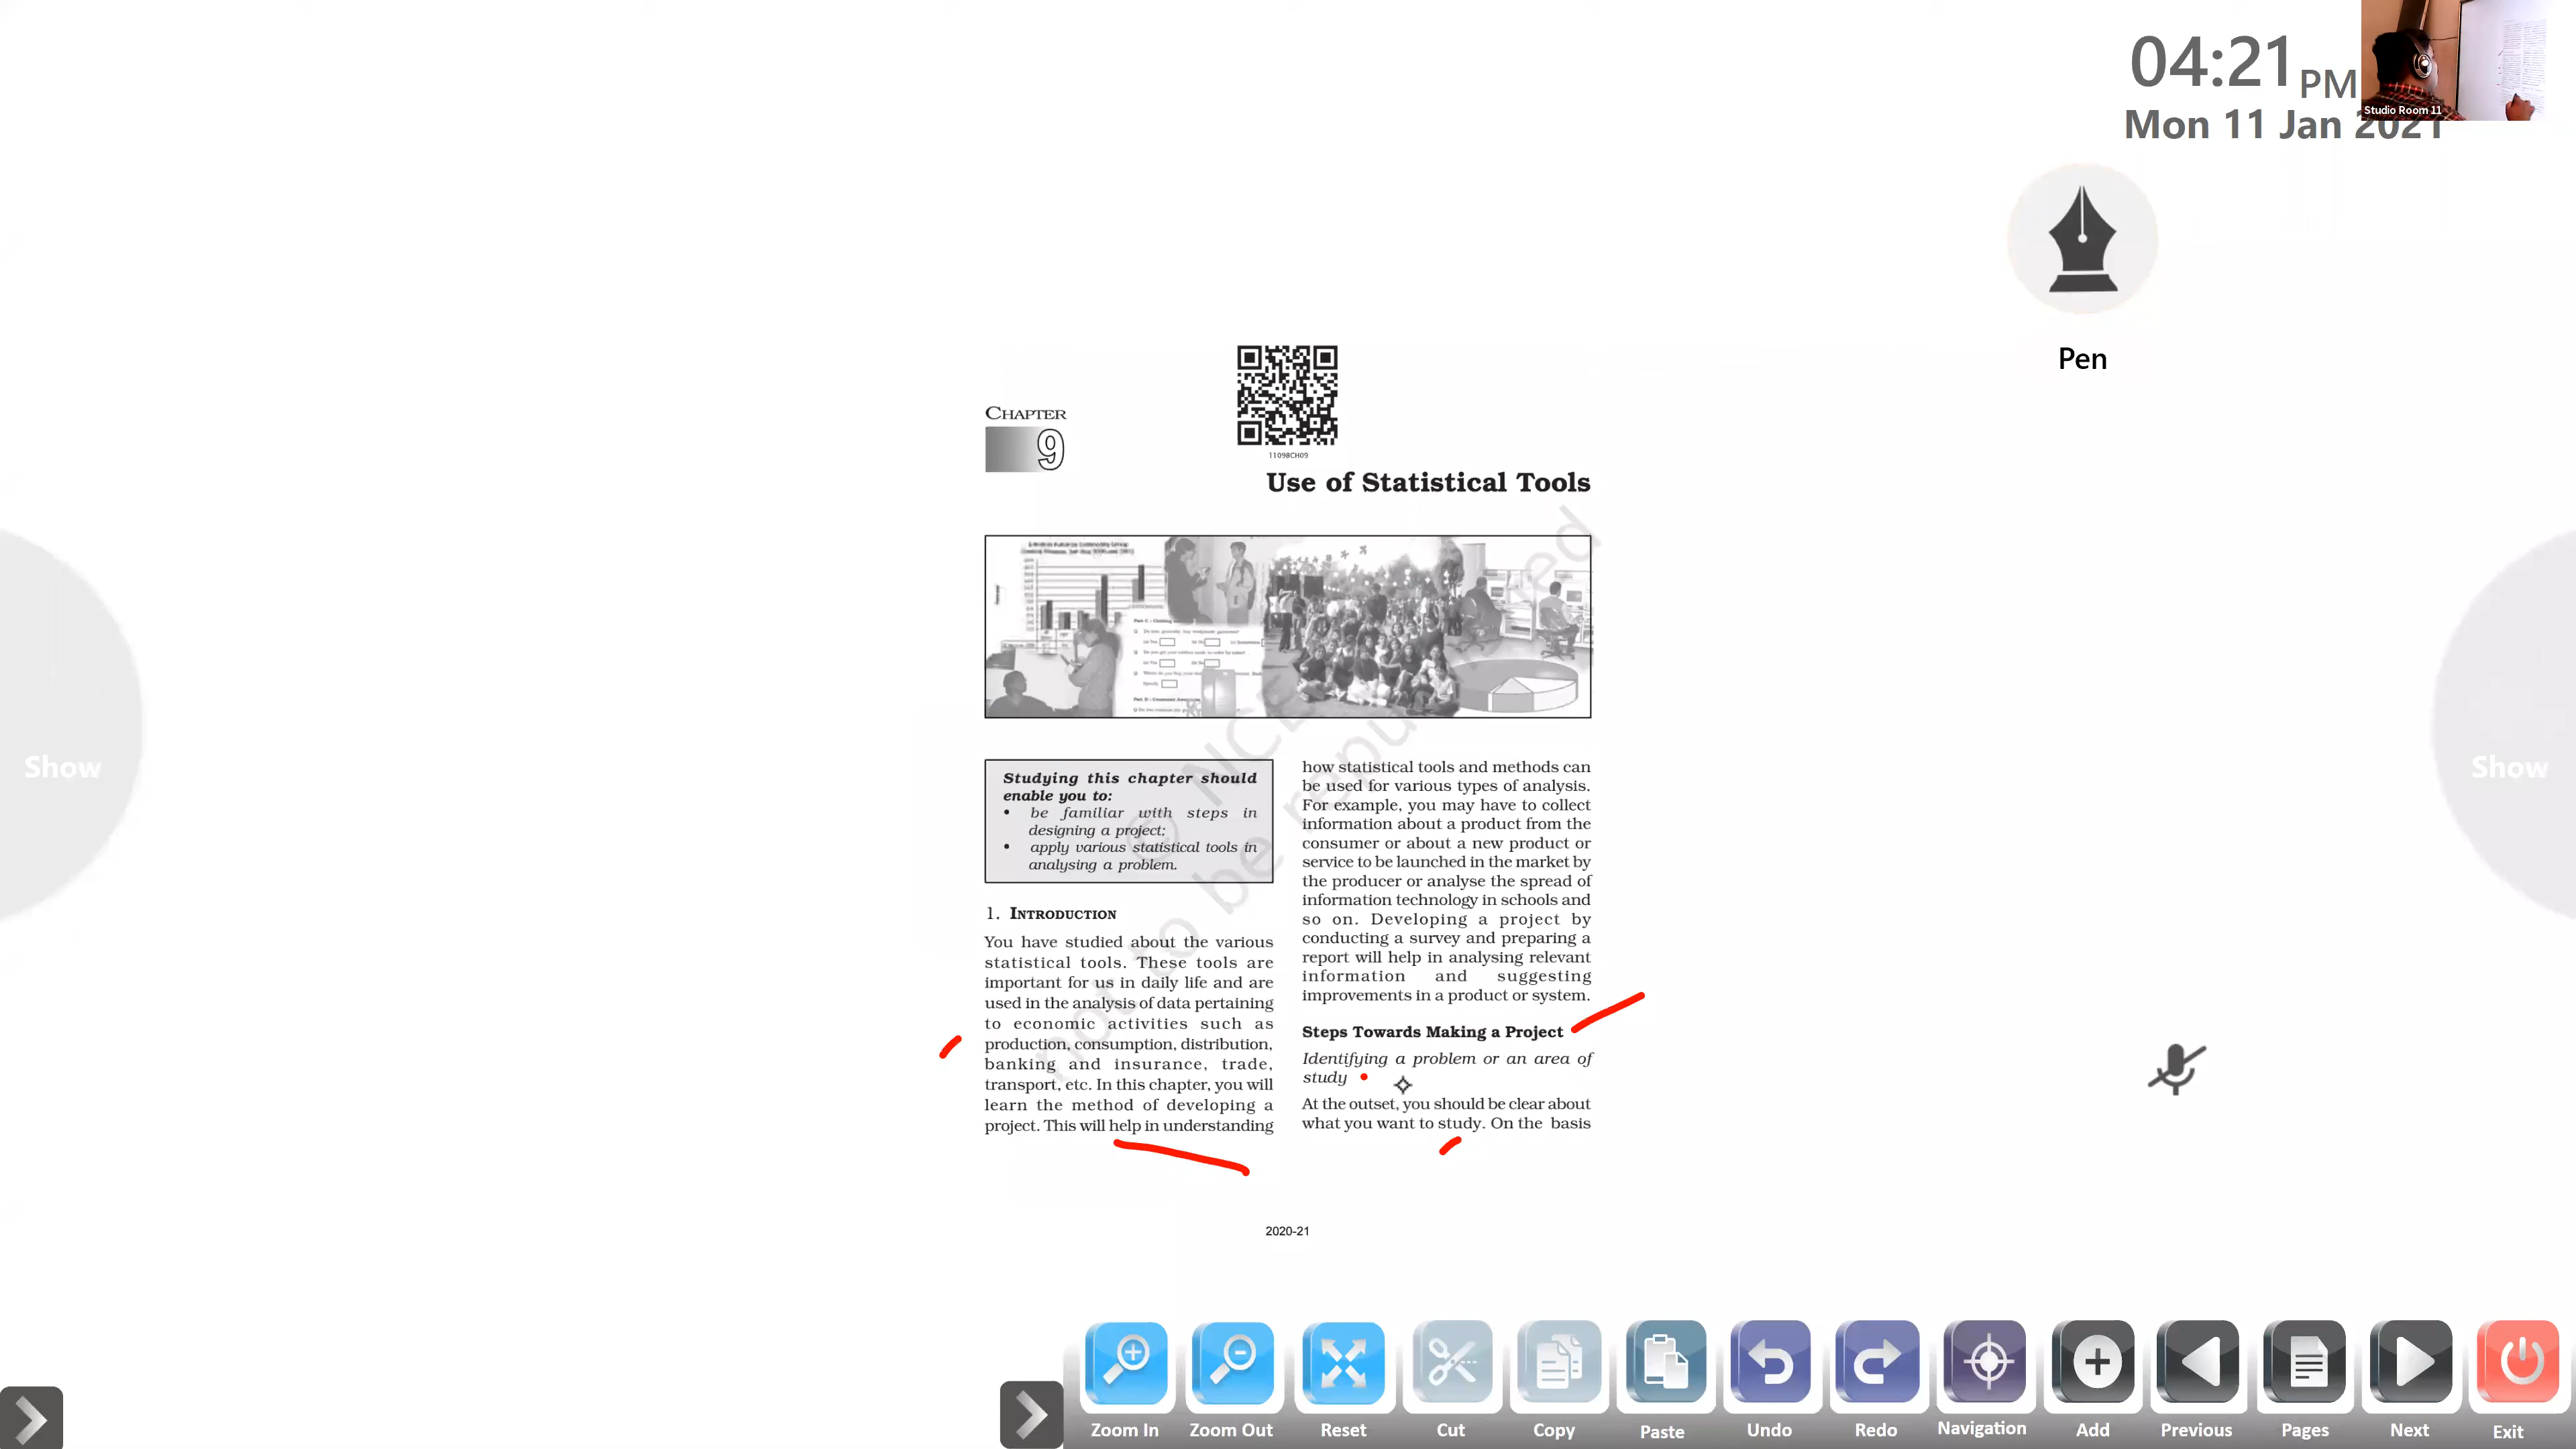 04:21 PM
Mon 11 Jan 2021
Studio Room 11
Pen
CHAPTER
9
11098CH09
Use of Statistical Tools
Studying this chapter should
enable you to:
• be familiar with steps in
designing a project;
• apply various statistical tools in
analysing a problem.
1. INTRODUCTION
You have studied about the various
statistical tools. These tools are
important for us in daily life and are
used in the analysis of data pertaining
to economic activities such as
production, consumption, distribution,
banking and insurance, trade,
transport, etc. In this chapter, you will
learn the method of developing a
project. This will help in understanding
how statistical tools and methods can
be used for various types of analysis.
For example, you may have to collect
information about a product from the
consumer or about a new product or
service to be launched in the market by
the producer or analyse the spread of
information technology in schools and
so on. Developing a project by
conducting a survey and preparing a
report will help in analysing relevant
information and suggesting
improvements in a product or system.
Steps Towards Making a Project
Identifying a problem or an area of
study
At the outset, you should be clear about
what you want to study. On the basis
not to be
2020-21
Show
Show
Zoom In
Zoom Out
Reset
Cut
Copy
Paste
Undo
Redo
Navigation
Add
Previous
Pages
Next
Exit